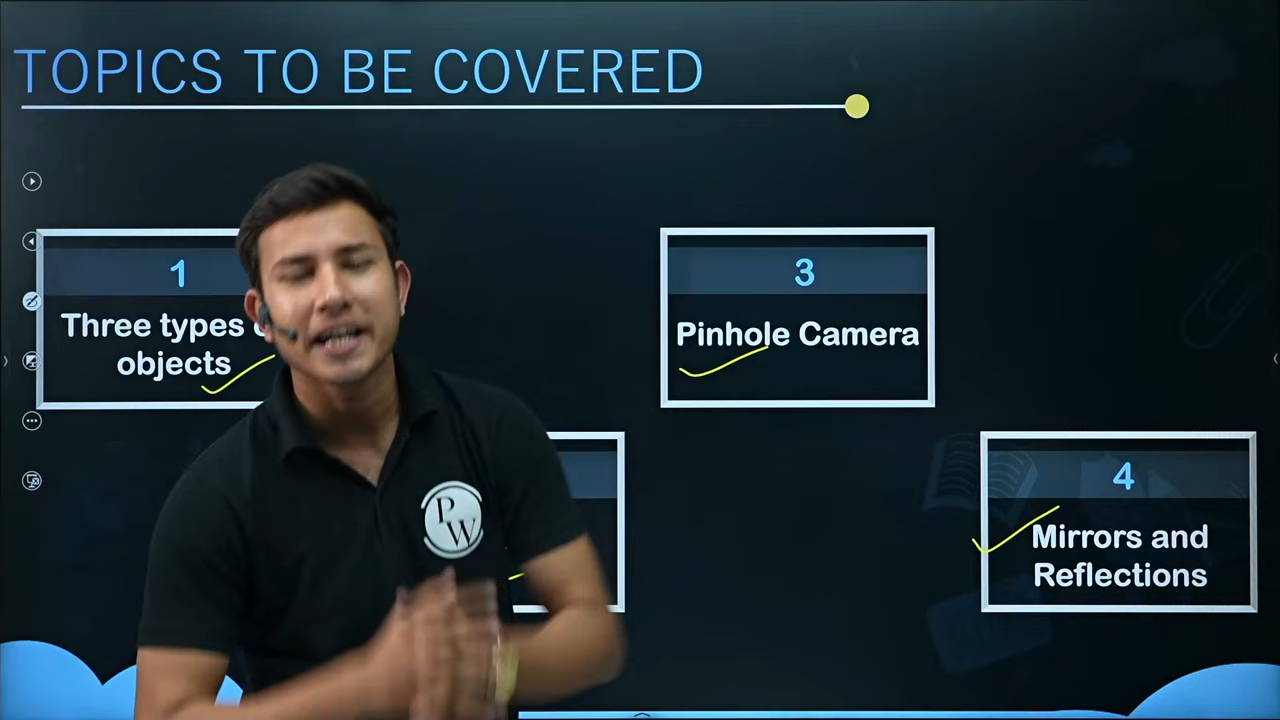 TOPICS TO BE COVERED
1
Three types
objects
3
Pinhole Camera
4
Mirrors and
Reflections
PW